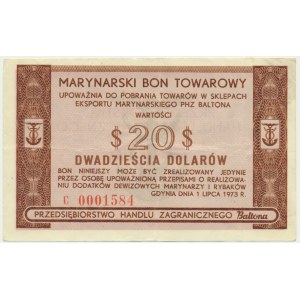 MARYNARSKI BON TOWAROWY
UPOWAŻNIA DO POBRANIA TOWARÓW W SKLEPACH
EKSPORTU MARYNARSKIEGO PHZ BALTONA
WARTOŚCI
$ 20 $
DWADZIEŚCIA DOLARÓW
BON NINIEJSZY MOŻE BYĆ ZREALIZOWANY JEDYNIE
PRZEZ OSOBĘ UPOWAŻNIONĄ PRZEPISAMI O REALIZOWA-
NIU DODATKÓW DEWIZOWYCH MARYNARZY I RYBAKÓW
C 0001584
GDYNIA DNIA 1 LIPCA 1973 R.
PRZEDSIĘBIORSTWO HANDLU ZAGRANICZNEGO Baltona